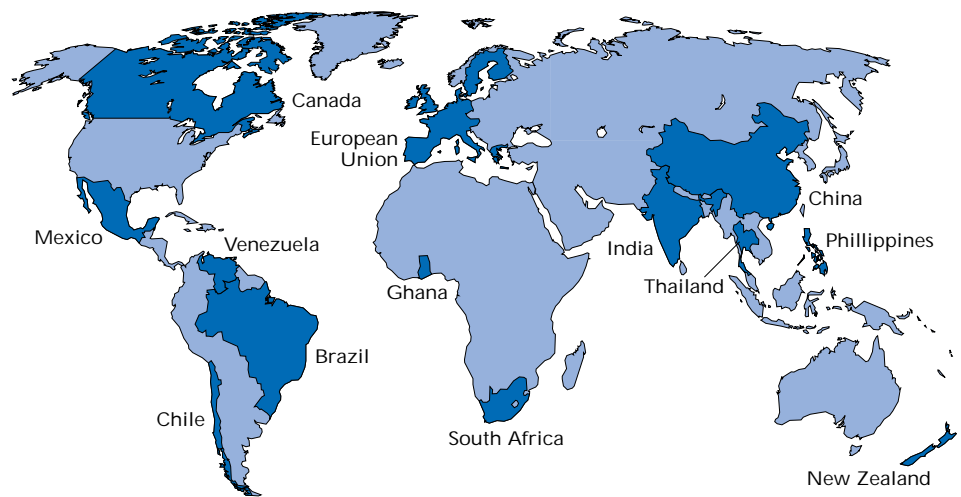 Canada
European
Union
China
Mexico
Venezuela
India
Phillippines
Thailand
Ghana
Brazil
Chile
South Africa
New Zealand